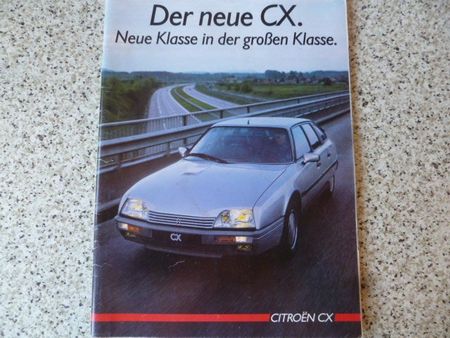 Der neue CX.
Neue Klasse in der großen Klasse.
CX
CITROËN CX